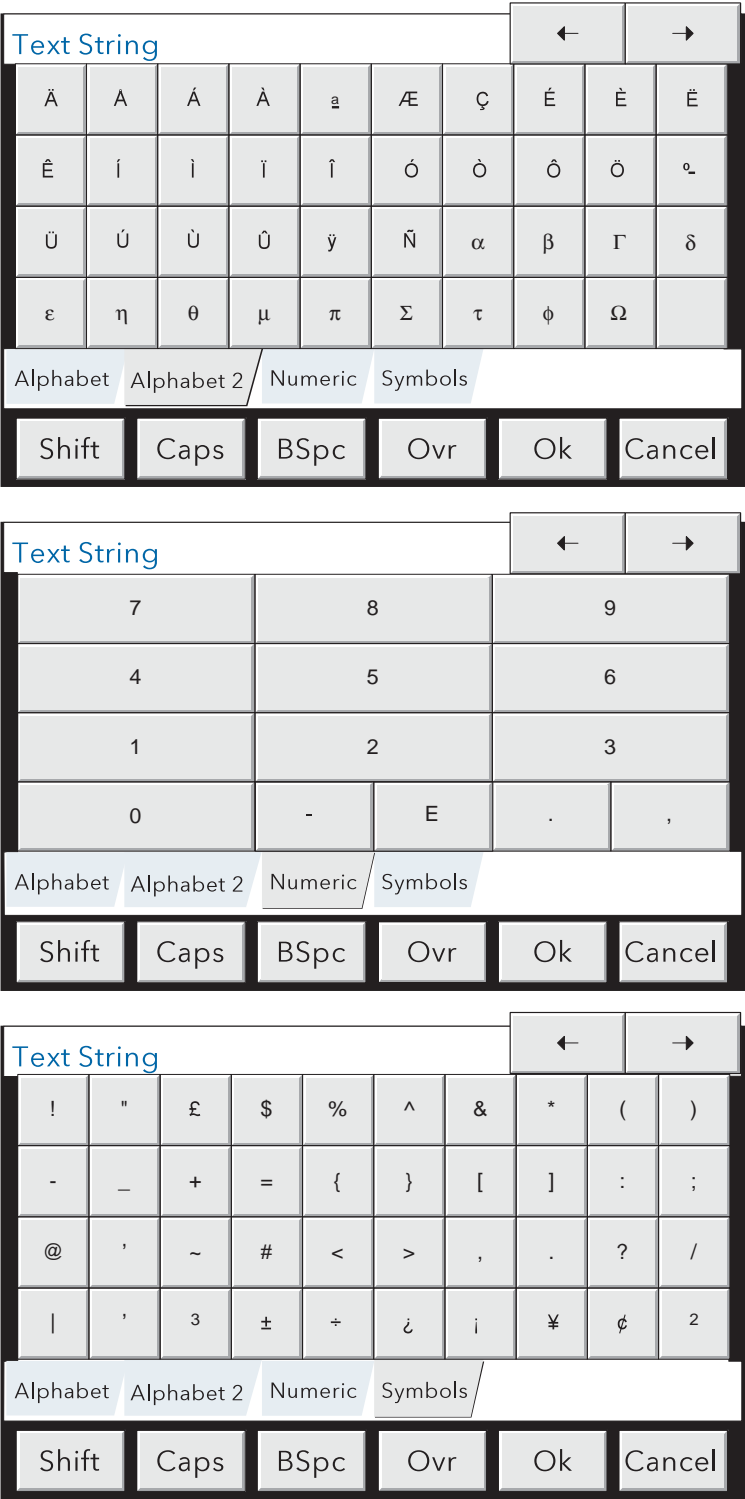 Text String ← →
Ä Å Á À ª Æ Ç É È Ë
Ê Í Ì Ï Î Ó Ò Ô Ö º-
Ü Ú Ù Û ÿ Ñ α β Γ δ
ε η θ μ π Σ τ ϕ Ω
Alphabet Alphabet 2 Numeric Symbols
Shift Caps BSpc Ovr Ok Cancel
Text String ← →
7 8 9
4 5 6
1 2 3
0 - E . ,
Alphabet Alphabet 2 Numeric Symbols
Shift Caps BSpc Ovr Ok Cancel
Text String ← →
! " £ $ % ^ & * ( )
- _ + = { } [ ] : ;
@ ’ ~ # < > , . ? /
| ’ ³ ± ÷ ¿ ¡ ¥ ¢ ²
Alphabet Alphabet 2 Numeric Symbols
Shift Caps BSpc Ovr Ok Cancel